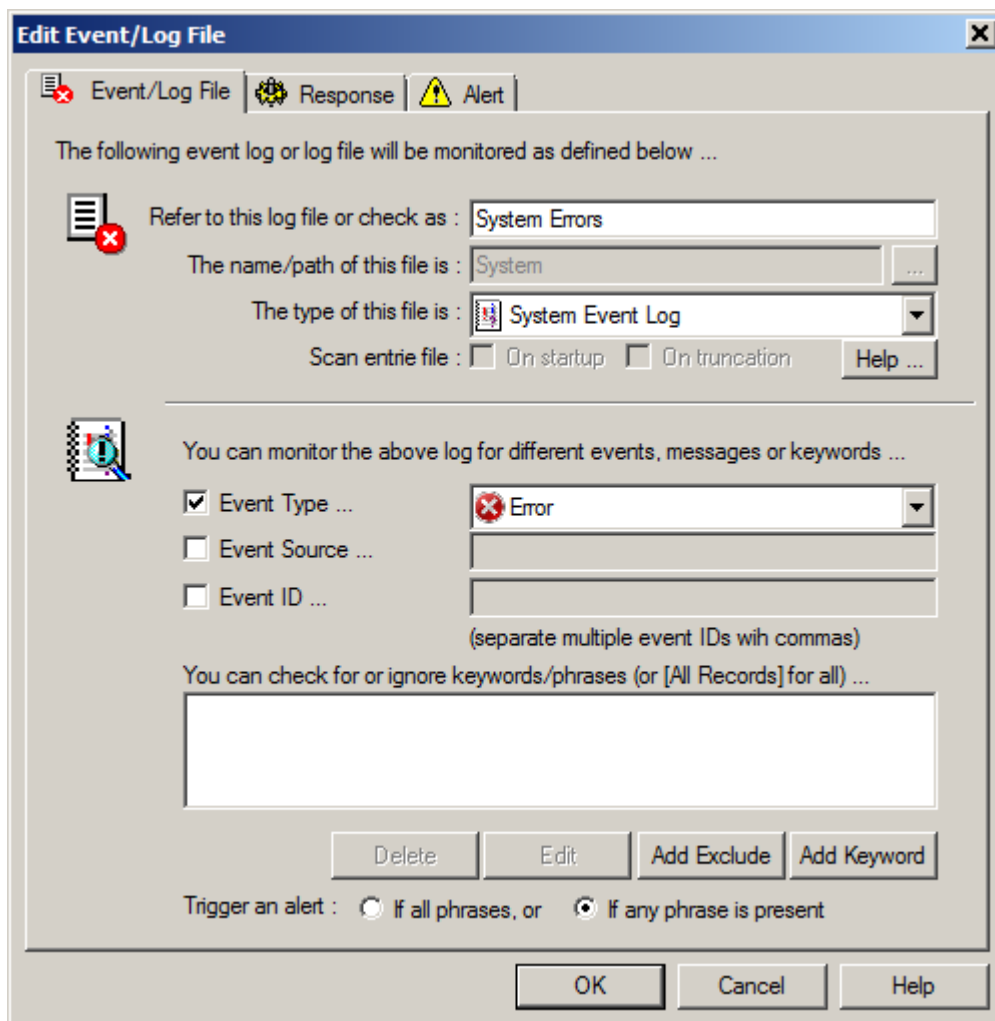 Edit Event/Log File
Event/Log File Response Alert
The following event log or log file will be monitored as defined below ...
Refer to this log file or check as : System Errors
The name/path of this file is : System ...
The type of this file is : System Event Log
Scan entrie file : On startup On truncation Help ...
You can monitor the above log for different events, messages or keywords ...
Event Type ... Error
Event Source ...
Event ID ...
(separate multiple event IDs wih commas)
You can check for or ignore keywords/phrases (or [All Records] for all) ...
Delete Edit Add Exclude Add Keyword
Trigger an alert : If all phrases, or If any phrase is present
OK Cancel Help